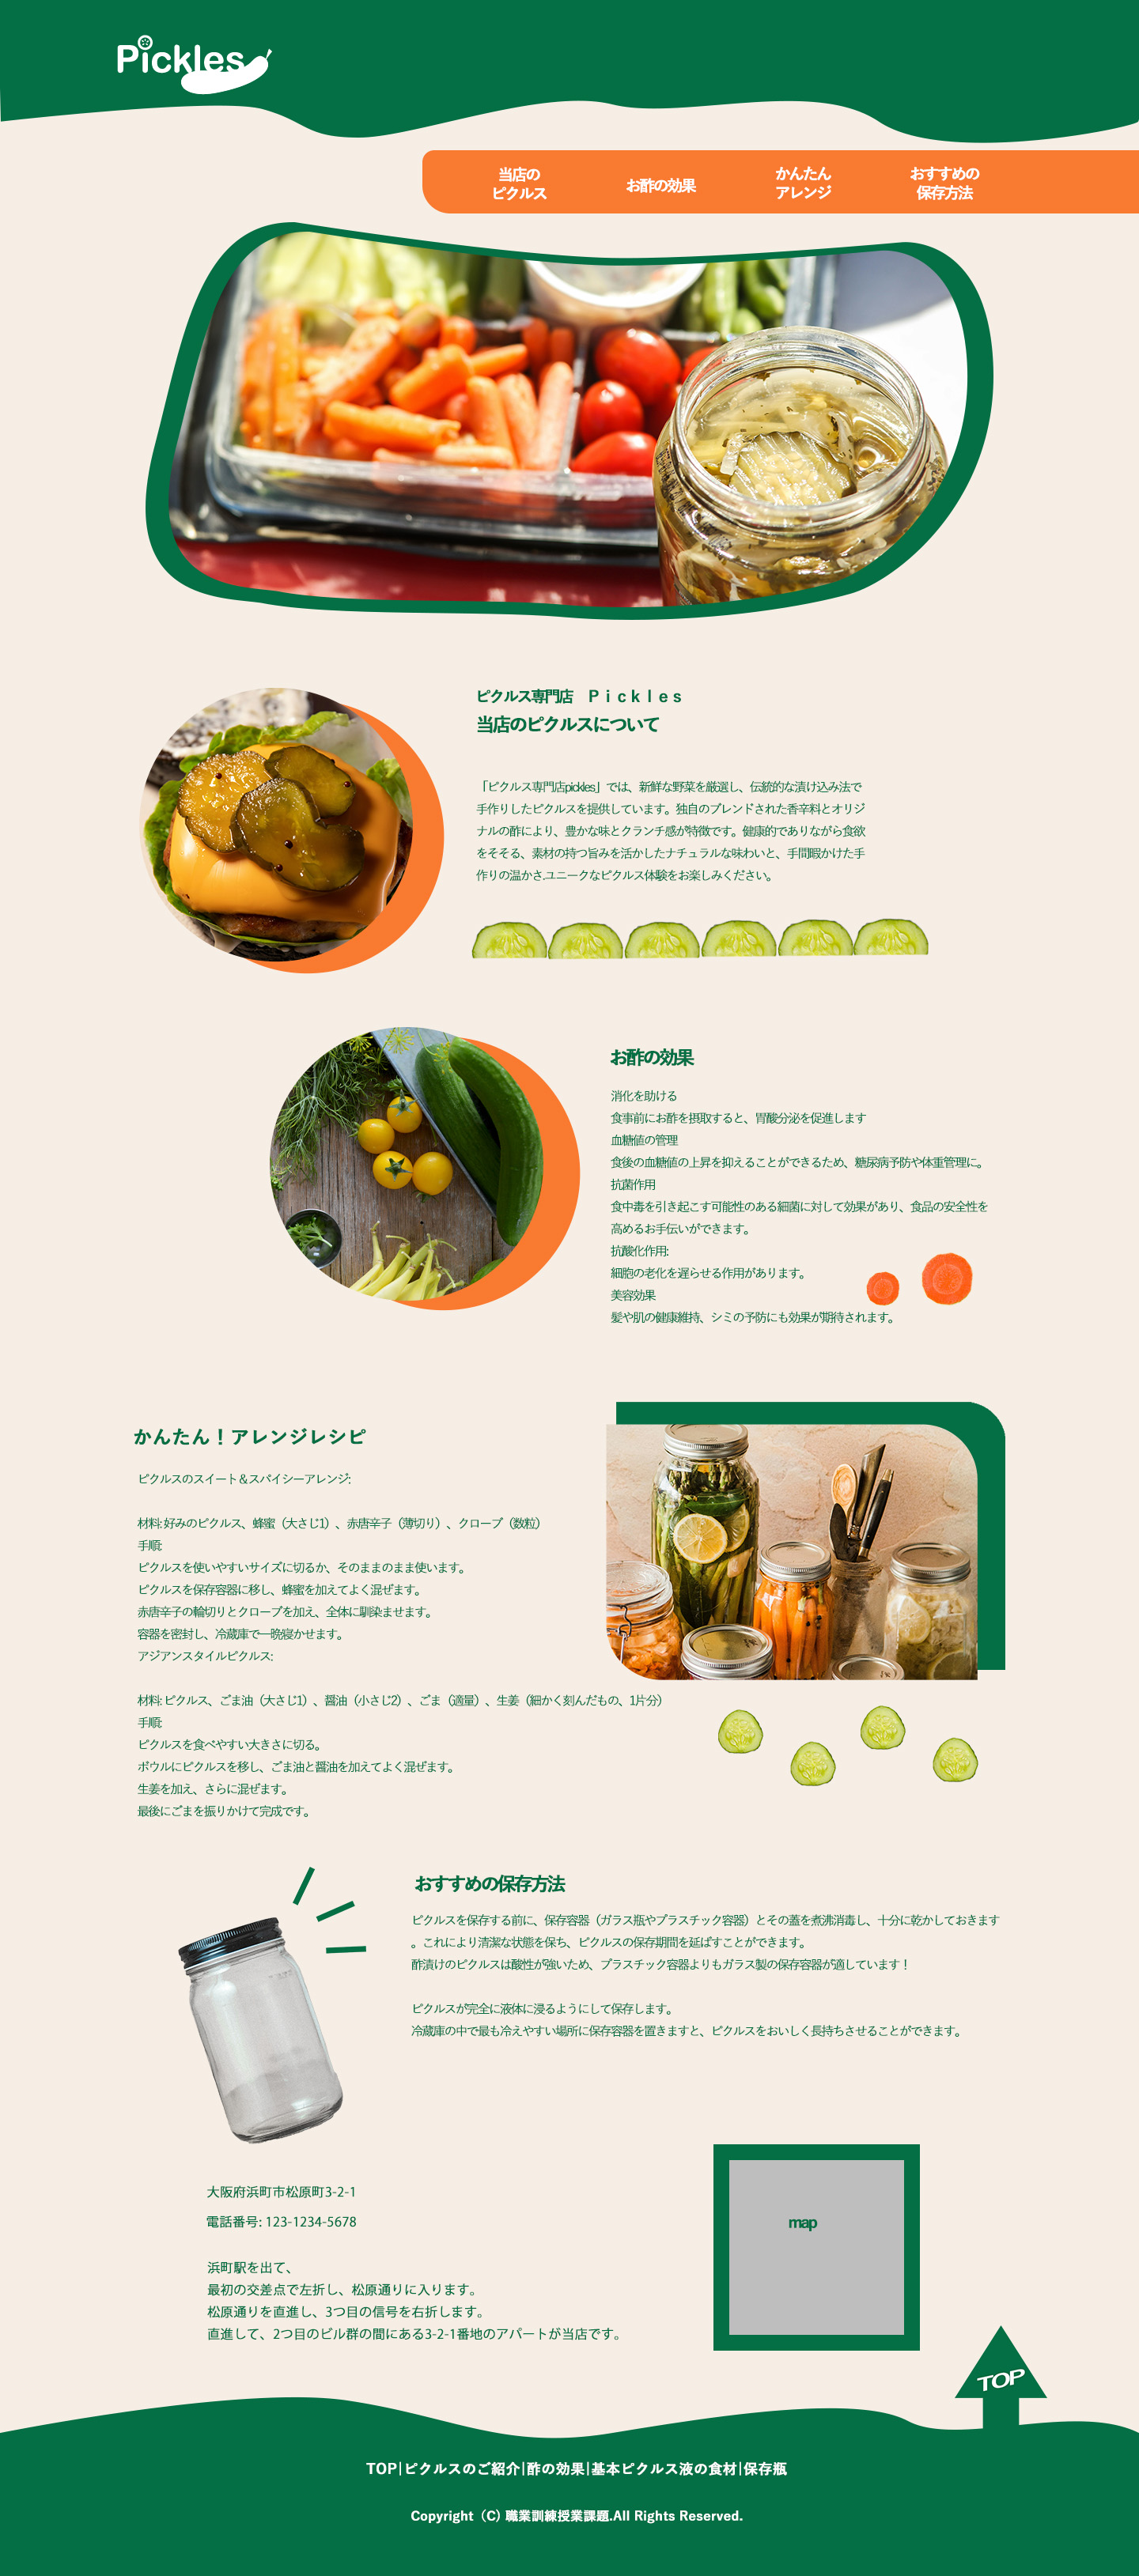 Pickles
当店の
ピクルス
お酢の効果
かんたん
アレンジ
おすすめの
保存方法
ピクルス専門店　Ｐｉｃｋｌｅｓ
当店のピクルスについて
「ピクルス専門店pickles」では、新鮮な野菜を厳選し、伝統的な漬け込み法で
手作りしたピクルスを提供しています。独自のブレンドされた香辛料とオリジ
ナルの酢により、豊かな味とクランチ感が特徴です。健康的でありながら食欲
をそそる、素材の持つ旨みを活かしたナチュラルな味わいと、手間暇かけた手
作りの温かさ.ユニークなピクルス体験をお楽しみください。
お酢の効果
消化を助ける
食事前にお酢を摂取すると、胃酸分泌を促進します
血糖値の管理
食後の血糖値の上昇を抑えることができるため、糖尿病予防や体重管理に。
抗菌作用
食中毒を引き起こす可能性のある細菌に対して効果があり、食品の安全性を
高めるお手伝いができます。
抗酸化作用:
細胞の老化を遅らせる作用があります。
美容効果
髪や肌の健康維持、シミの予防にも効果が期待されます。
かんたん！アレンジレシピ
ピクルスのスイート＆スパイシーアレンジ:
材料: 好みのピクルス、蜂蜜（大さじ1）、赤唐辛子（薄切り）、クローブ（数粒）
手順:
ピクルスを使いやすいサイズに切るか、そのままのまま使います。
ピクルスを保存容器に移し、蜂蜜を加えてよく混ぜます。
赤唐辛子の輪切りとクローブを加え、全体に馴染ませます。
容器を密封し、冷蔵庫で一晩寝かせます。
アジアンスタイルピクルス:
材料: ピクルス、ごま油（大さじ1）、醤油（小さじ2）、ごま（適量）、生姜（細かく刻んだもの、1片分）
手順:
ピクルスを食べやすい大きさに切る。
ボウルにピクルスを移し、ごま油と醤油を加えてよく混ぜます。
生姜を加え、さらに混ぜます。
最後にごまを振りかけて完成です。
おすすめの保存方法
ピクルスを保存する前に、保存容器（ガラス瓶やプラスチック容器）とその蓋を煮沸消毒し、十分に乾かしておきます
。これにより清潔な状態を保ち、ピクルスの保存期間を延ばすことができます。
酢漬けのピクルスは酸性が強いため、プラスチック容器よりもガラス製の保存容器が適しています！
ピクルスが完全に液体に浸るようにして保存します。
冷蔵庫の中で最も冷えやすい場所に保存容器を置きますと、ピクルスをおいしく長持ちさせることができます。
大阪府浜町市松原町3-2-1
電話番号: 123-1234-5678
浜町駅を出て、
最初の交差点で左折し、松原通りに入ります。
松原通りを直進し、3つ目の信号を右折します。
直進して、2つ目のビル群の間にある3-2-1番地のアパートが当店です。
map
TOP
TOP|ピクルスのご紹介|酢の効果|基本ピクルス液の食材|保存瓶
Copyright（C）職業訓練授業課題.All Rights Reserved.